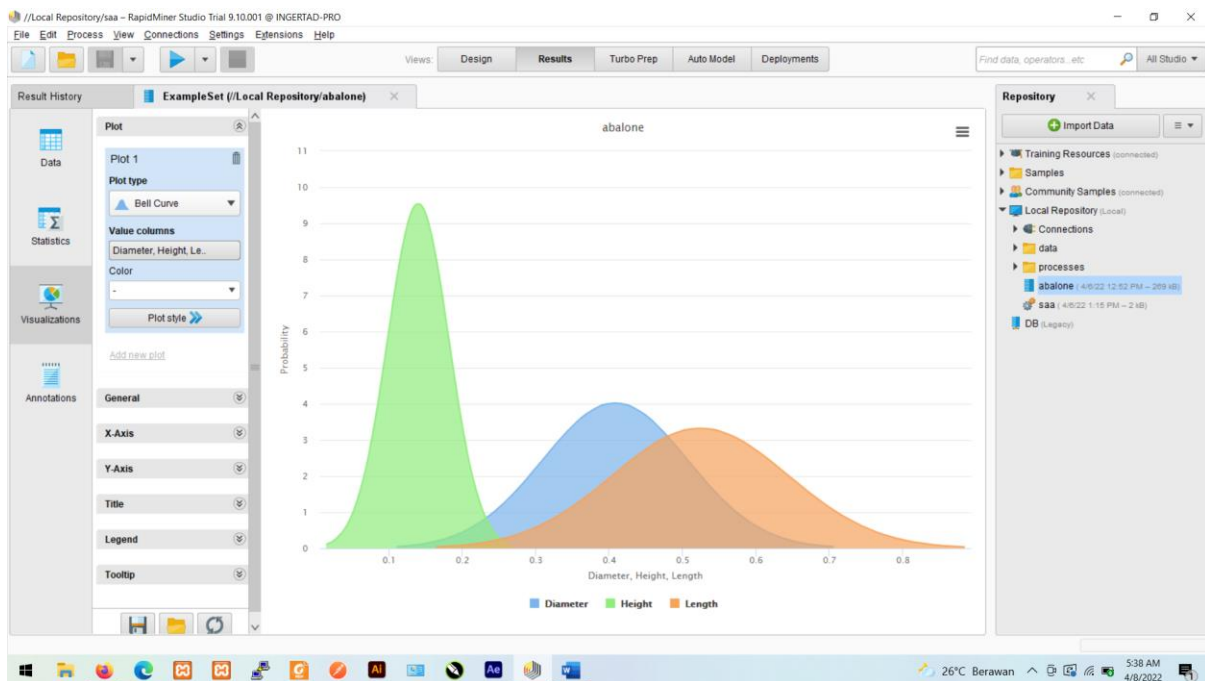 //Local Repository/saa – RapidMiner Studio Trial 9.10.001 @ INGERTAD-PRO
File Edit Process View Connections Settings Extensions Help
Views: Design Results Turbo Prep Auto Model Deployments
Find data, operators...etc
All Studio
Result History
ExampleSet (//Local Repository/abalone)
Repository
Data
Statistics
Visualizations
Annotations
Plot
Plot 1
Plot type
Bell Curve
Value columns
Diameter, Height, Le..
Color
-
Plot style
Add new plot
General
X-Axis
Y-Axis
Title
Legend
Tooltip
abalone
11
10
9
8
7
6
5
4
3
2
1
0
Probability
0.1 0.2 0.3 0.4 0.5 0.6 0.7 0.8
Diameter, Height, Length
Diameter Height Length
Import Data
Training Resources (connected)
Samples
Community Samples (connected)
Local Repository (Local)
Connections
data
processes
abalone (4/6/22 12:52 PM – 269 kB)
saa (4/6/22 1:15 PM – 2 kB)
DB (Legacy)
Ai
Ae
26°C Berawan
5:38 AM
4/8/2022